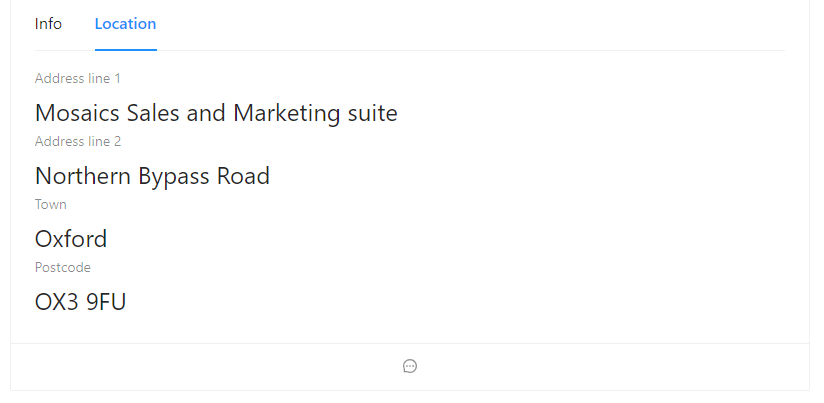 Info Location
Address line 1
Mosaics Sales and Marketing suite
Address line 2
Northern Bypass Road
Town
Oxford
Postcode
OX3 9FU